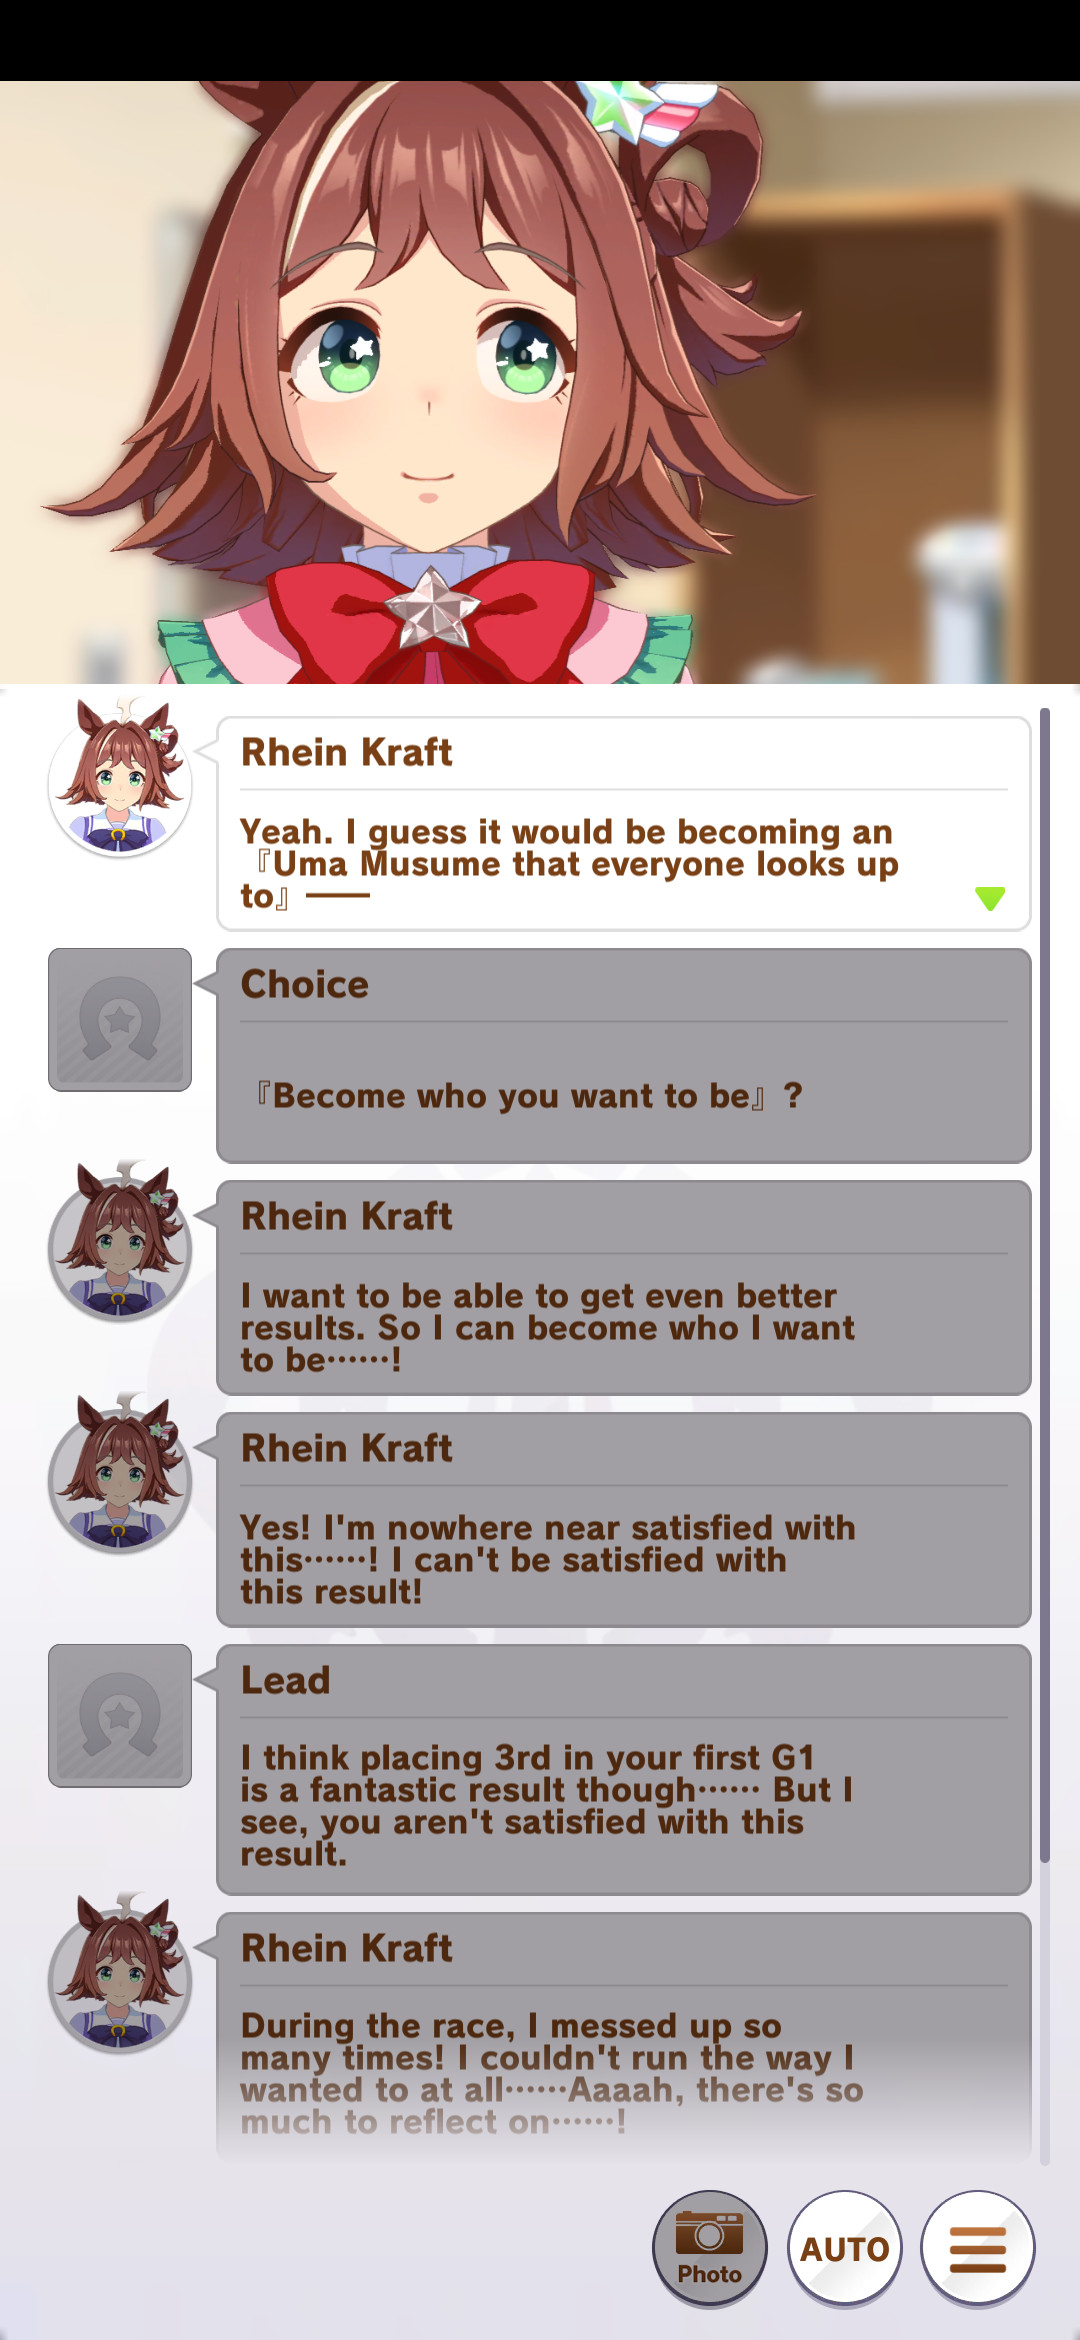 Rhein Kraft
Yeah. I guess it would be becoming an
『Uma Musume that everyone looks up
to』――
Choice
『Become who you want to be』?
Rhein Kraft
I want to be able to get even better
results. So I can become who I want
to be……!
Rhein Kraft
Yes! I'm nowhere near satisfied with
this……! I can't be satisfied with
this result!
Lead
I think placing 3rd in your first G1
is a fantastic result though…… But I
see, you aren't satisfied with this
result.
Rhein Kraft
During the race, I messed up so
many times! I couldn't run the way I
wanted to at all……Aaaah, there's so
much to reflect on……!
Photo
AUTO